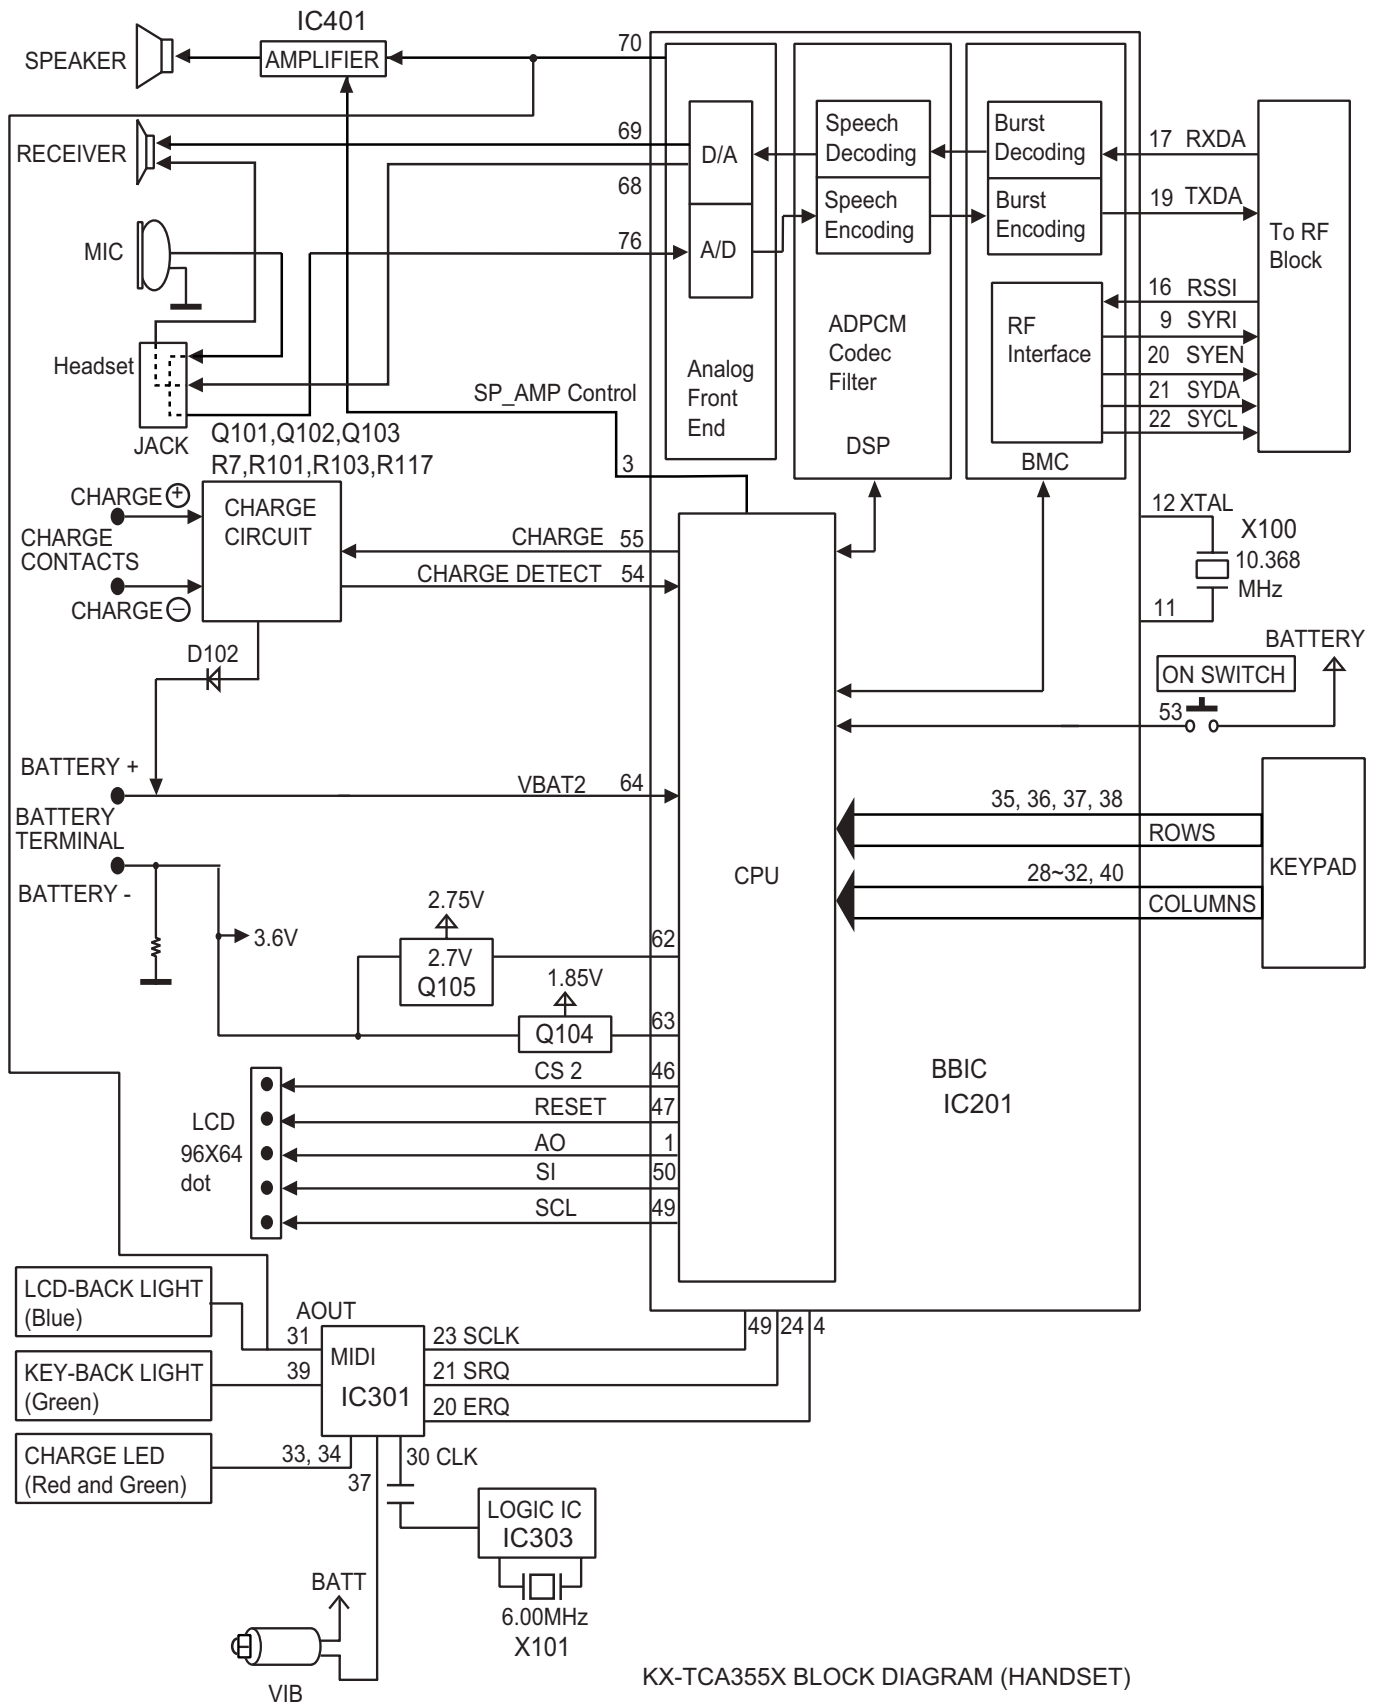 IC401
SPEAKER
AMPLIFIER
70
RECEIVER
69
68
MIC
76
Headset
JACK
SP_AMP Control
3
D/A
A/D
Analog
Front
End
Speech
Decoding
Speech
Encoding
ADPCM
Codec
Filter
DSP
Burst
Decoding
Burst
Encoding
RF
Interface
BMC
17 RXDA
19 TXDA
16 RSSI
9 SYRI
20 SYEN
21 SYDA
22 SYCL
To RF
Block
Q101,Q102,Q103
R7,R101,R103,R117
CHARGE +
CHARGE
CONTACTS
CHARGE −
CHARGE
CIRCUIT
CHARGE 55
CHARGE DETECT 54
D102
12 XTAL
X100
10.368
MHz
11
BATTERY
ON SWITCH
53
BATTERY +
BATTERY
TERMINAL
BATTERY -
VBAT2 64
35, 36, 37, 38
ROWS
28~32, 40
COLUMNS
KEYPAD
CPU
3.6V
2.75V
2.7V
Q105
62
1.85V
Q104
63
BBIC
IC201
LCD
96X64
dot
CS 2 46
RESET 47
AO 1
SI 50
SCL 49
LCD-BACK LIGHT
(Blue)
KEY-BACK LIGHT
(Green)
CHARGE LED
(Red and Green)
AOUT
31
39
33, 34
37
MIDI
IC301
23 SCLK
21 SRQ
20 ERQ
49 24 4
30 CLK
LOGIC IC
IC303
6.00MHz
X101
BATT
VIB
KX-TCA355X BLOCK DIAGRAM (HANDSET)